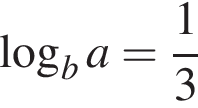 log_b a = 1/3